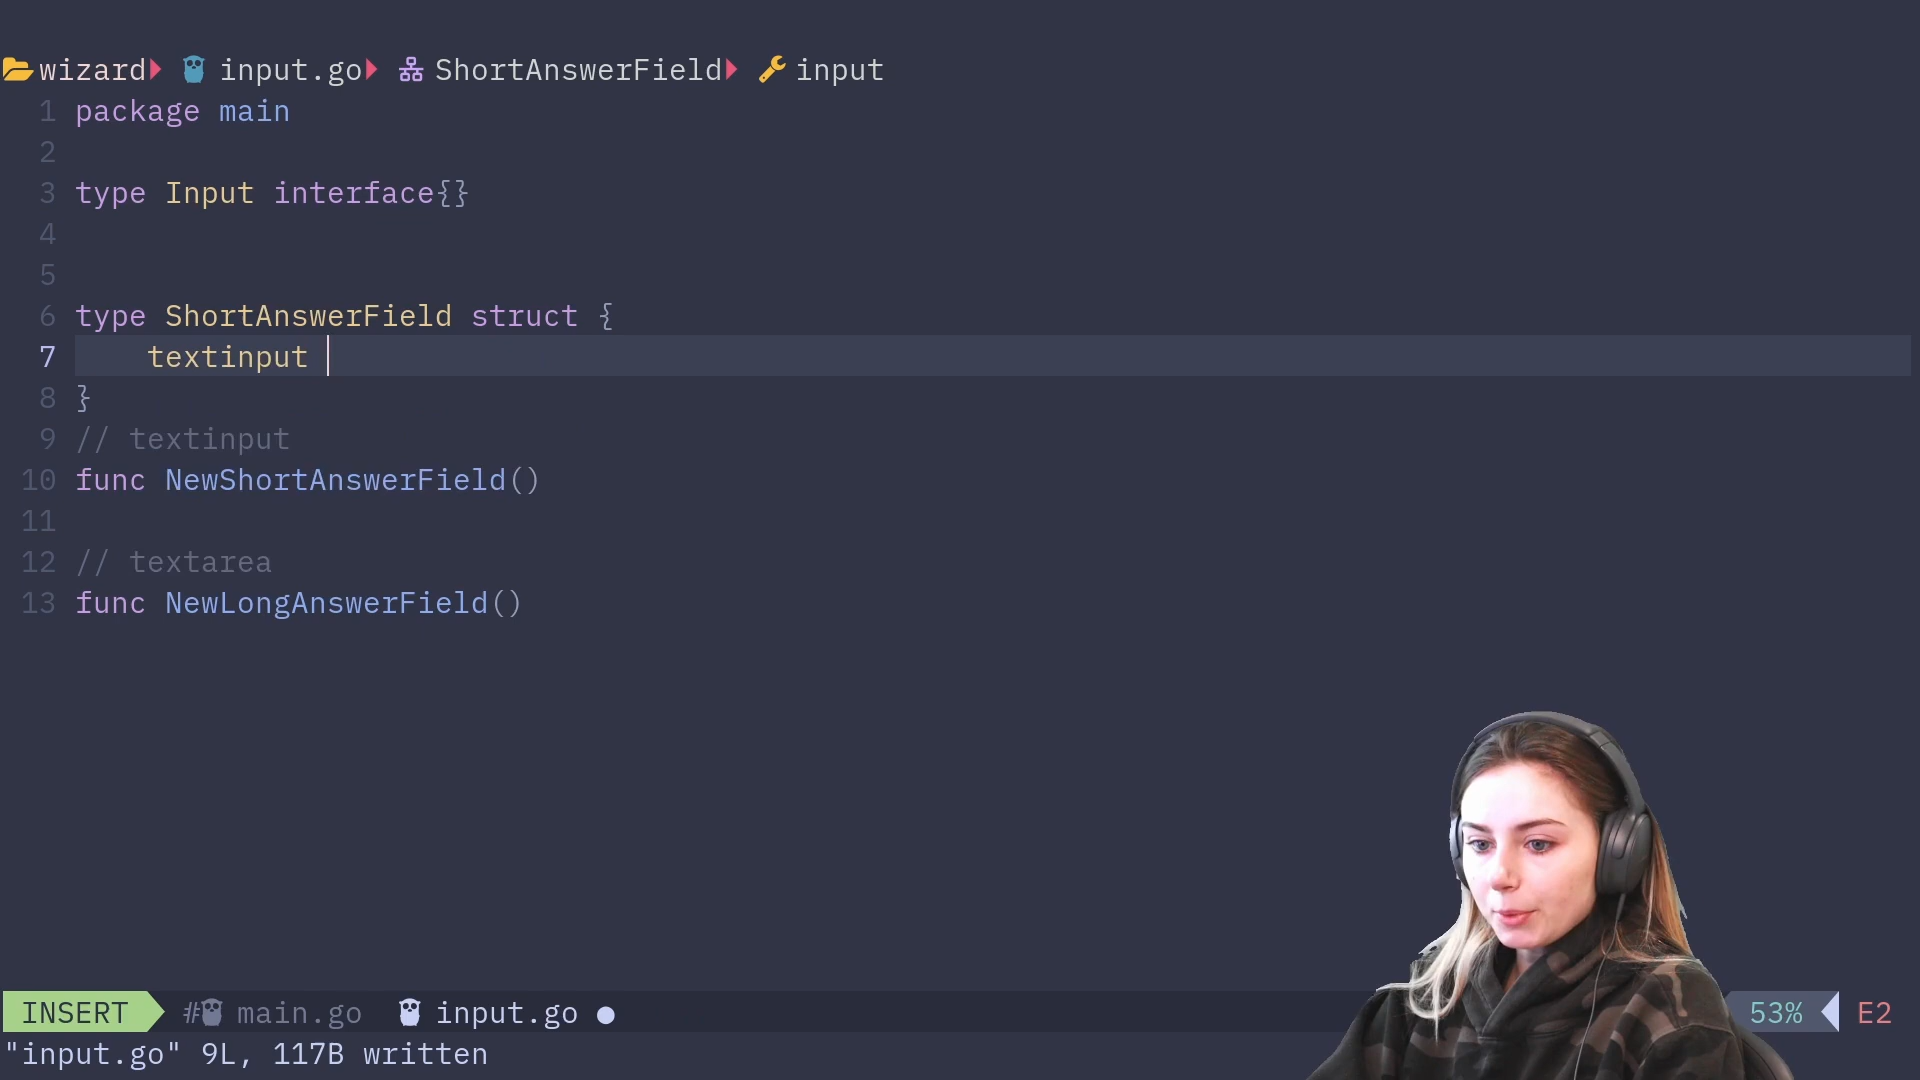 wizard input.go ShortAnswerField input
1 package main
2
3 type Input interface{}
4
5
6 type ShortAnswerField struct {
7     textinput
8 }
9 // textinput
10 func NewShortAnswerField()
11
12 // textarea
13 func NewLongAnswerField()
INSERT # main.go input.go ● 53% E2
"input.go" 9L, 117B written